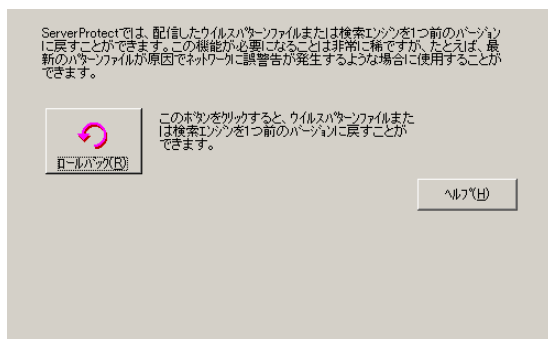 ServerProtectでは、配信したウイルスパターンファイルまたは検索エンジンを1つ前のバージョン
に戻すことができます。この機能が必要になることは非常に稀ですが、たとえば、最
新のパターンファイルが原因でネットワークに誤警告が発生するような場合に使用することが
できます。
このボタンをクリックすると、ウイルスパターンファイルまた
は検索エンジンを1つ前のバージョンに戻すことが
できます。
ロールバック(R)
ヘルプ(H)